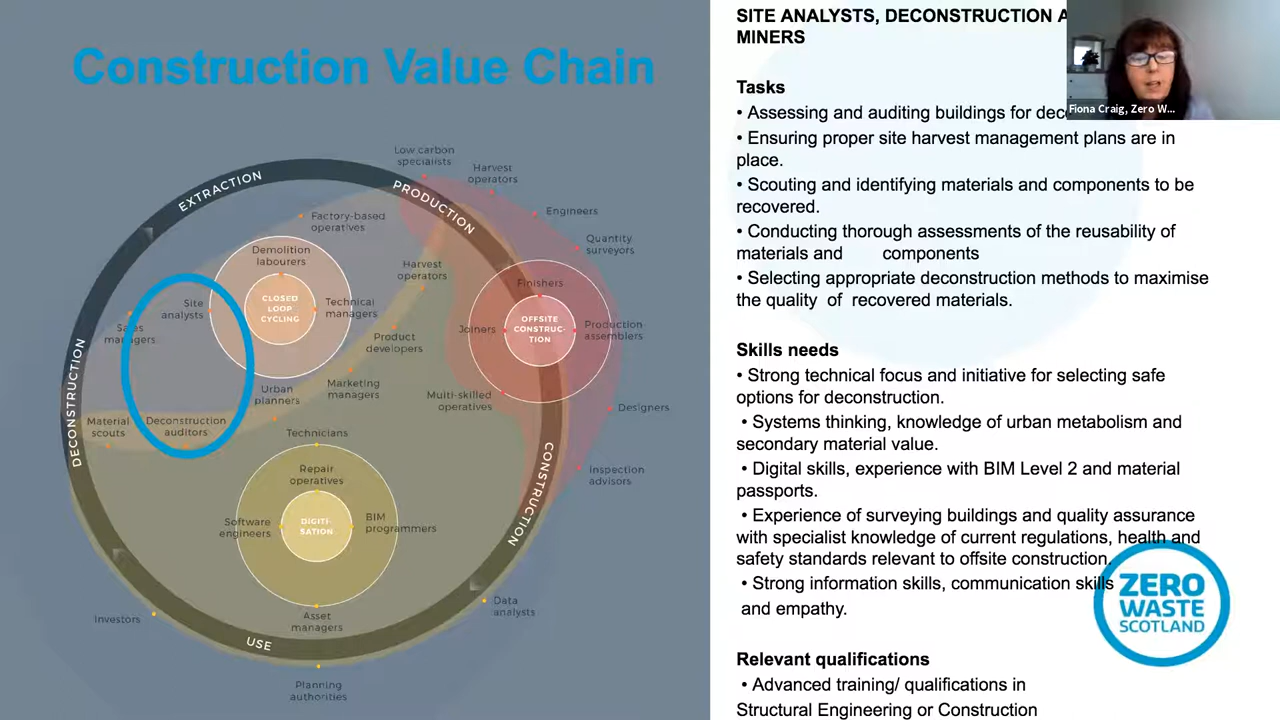 Construction Value Chain
EXTRACTION
PRODUCTION
CONSTRUCTION
USE
DECONSTRUCTION
Low carbon
specialists
Harvest
operators
Engineers
Quantity
surveyors
Factory-based
operatives
Demolition
labourers
CLOSED
LOOP
CYCLING
Site
analysts
Technical
managers
Sales
managers
Harvest
operators
Product
developers
Marketing
managers
Urban
planners
Material
scouts
Deconstruction
auditors
Finishers
Joiners
OFFSITE
CONSTRUC-
TION
Production
assemblers
Multi-skilled
operatives
Designers
Inspection
advisors
Technicians
Repair
operatives
Software
engineers
DIGITI-
SATION
BIM
programmers
Asset
managers
Data
analysts
Investors
Planning
authorities
SITE ANALYSTS, DECONSTRUCTION
MINERS
Tasks
• Assessing and auditing buildings for
• Ensuring proper site harvest management plans are in
place.
• Scouting and identifying materials and components to be
recovered.
• Conducting thorough assessments of the reusability of
materials and components
• Selecting appropriate deconstruction methods to maximise
the quality of recovered materials.
Skills needs
• Strong technical focus and initiative for selecting safe
options for deconstruction.
• Systems thinking, knowledge of urban metabolism and
secondary material value.
• Digital skills, experience with BIM Level 2 and material
passports.
• Experience of surveying buildings and quality assurance
with specialist knowledge of current regulations, health and
safety standards relevant to offsite construction.
• Strong information skills, communication skills
and empathy.
Relevant qualifications
• Advanced training/ qualifications in
Structural Engineering or Construction
Fiona Craig, Zero W...
ZERO
WASTE
SCOTLAND